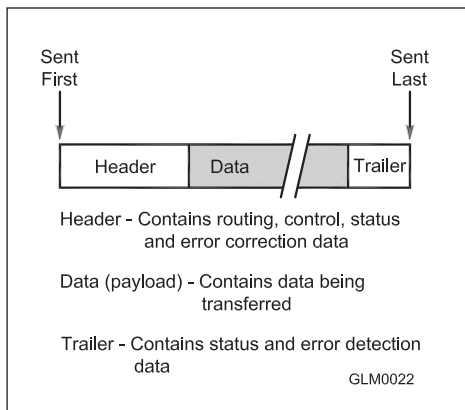 Sent First
Sent Last
Header
Data
Trailer
Header - Contains routing, control, status
and error correction data
Data (payload) - Contains data being
transferred
Trailer - Contains status and error detection
data
GLM0022